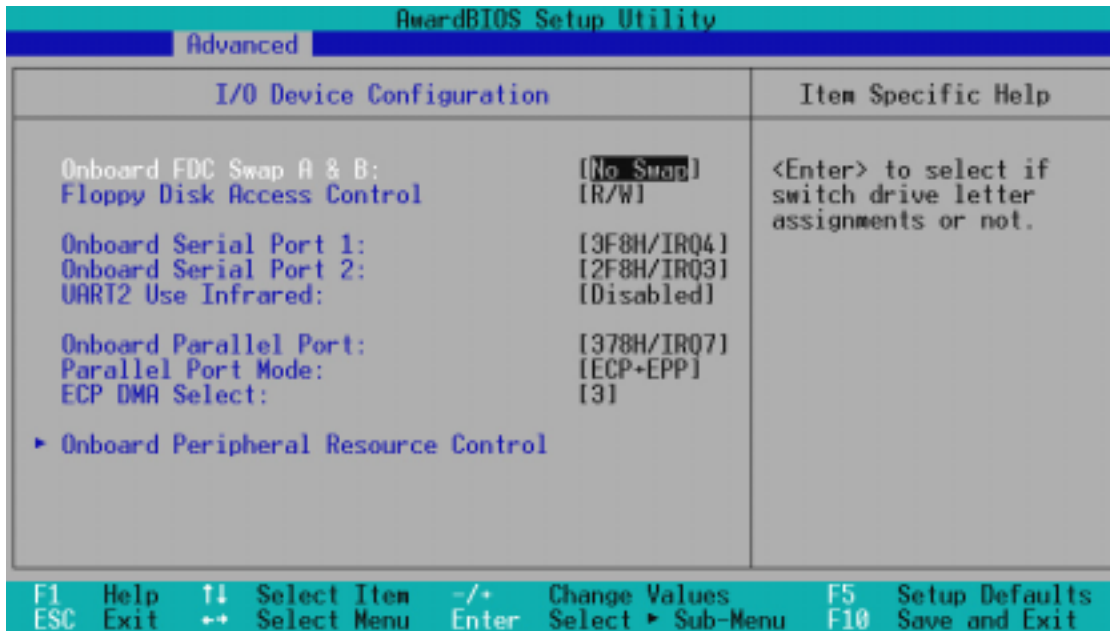 AwardBIOS Setup Utility
Advanced
I/O Device Configuration
Item Specific Help
Onboard FDC Swap A & B: [No Swap]
Floppy Disk Access Control [R/W]
Onboard Serial Port 1: [3F8H/IRQ4]
Onboard Serial Port 2: [2F8H/IRQ3]
UART2 Use Infrared: [Disabled]
Onboard Parallel Port: [378H/IRQ7]
Parallel Port Mode: [ECP+EPP]
ECP DMA Select: [3]
► Onboard Peripheral Resource Control
<Enter> to select if
switch drive letter
assignments or not.
F1 Help ↑↓ Select Item -/+ Change Values F5 Setup Defaults
ESC Exit ←→ Select Menu Enter Select ► Sub-Menu F10 Save and Exit